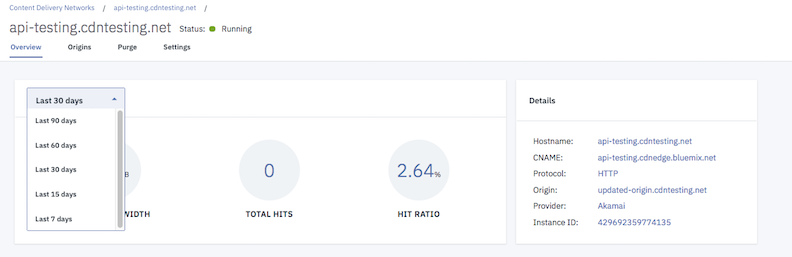 Content Delivery Networks / api-testing.cdntesting.net /
api-testing.cdntesting.net Status: Running
Overview Origins Purge Settings
Last 30 days
Last 90 days
Last 60 days
Last 30 days
Last 15 days
Last 7 days
B
WIDTH
0
TOTAL HITS
2.64%
HIT RATIO
Details
Hostname: api-testing.cdntesting.net
CNAME: api-testing.cdnedge.bluemix.net
Protocol: HTTP
Origin: updated-origin.cdntesting.net
Provider: Akamai
Instance ID: 429692359774135